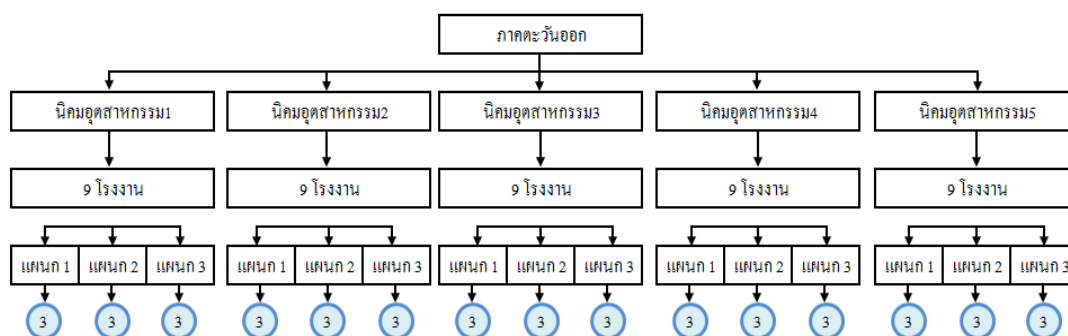 ภาคตะวันออก
นิคมอุตสาหกรรม1 นิคมอุตสาหกรรม2 นิคมอุตสาหกรรม3 นิคมอุตสาหกรรม4 นิคมอุตสาหกรรม5
9 โรงงาน 9 โรงงาน 9 โรงงาน 9 โรงงาน 9 โรงงาน
แผนก 1 แผนก 2 แผนก 3 แผนก 1 แผนก 2 แผนก 3 แผนก 1 แผนก 2 แผนก 3 แผนก 1 แผนก 2 แผนก 3 แผนก 1 แผนก 2 แผนก 3
3 3 3 3 3 3 3 3 3 3 3 3 3 3 3